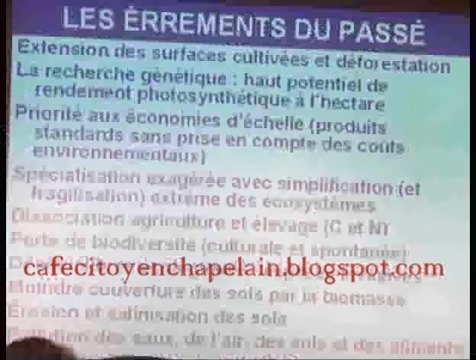 LES ÉRREMENTS DU PASSÉ
Extension des surfaces cultivées et déforestation
La recherche génétique : haut potentiel de
rendement photosynthétique à l'hectare
Priorité aux économies d'échelle (produits
standards sans prise en compte des coûts
environnementaux)
Spécialisation exagérée avec simplification (et
fragilisation) extrême des écosystèmes
Dissociation agriculture et élevage (C et N)
Perte de biodiversité (culturale et spontanée)
cafecitoyenchapelain.blogspot.com
Moindre couverture des sols par la biomasse
Érosion et salinisation des sols
Pollution des eaux, de l'air, des sols et des aliments